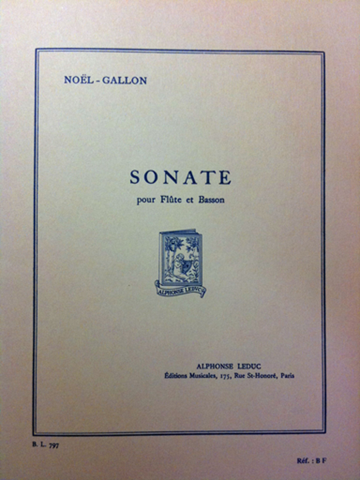 NOËL-GALLON
SONATE
pour Flûte et Basson
ALPHONSE LEDUC
ALPHONSE LEDUC
Éditions Musicales, 175, Rue St-Honoré, Paris
B. L. 797
Réf. : B F